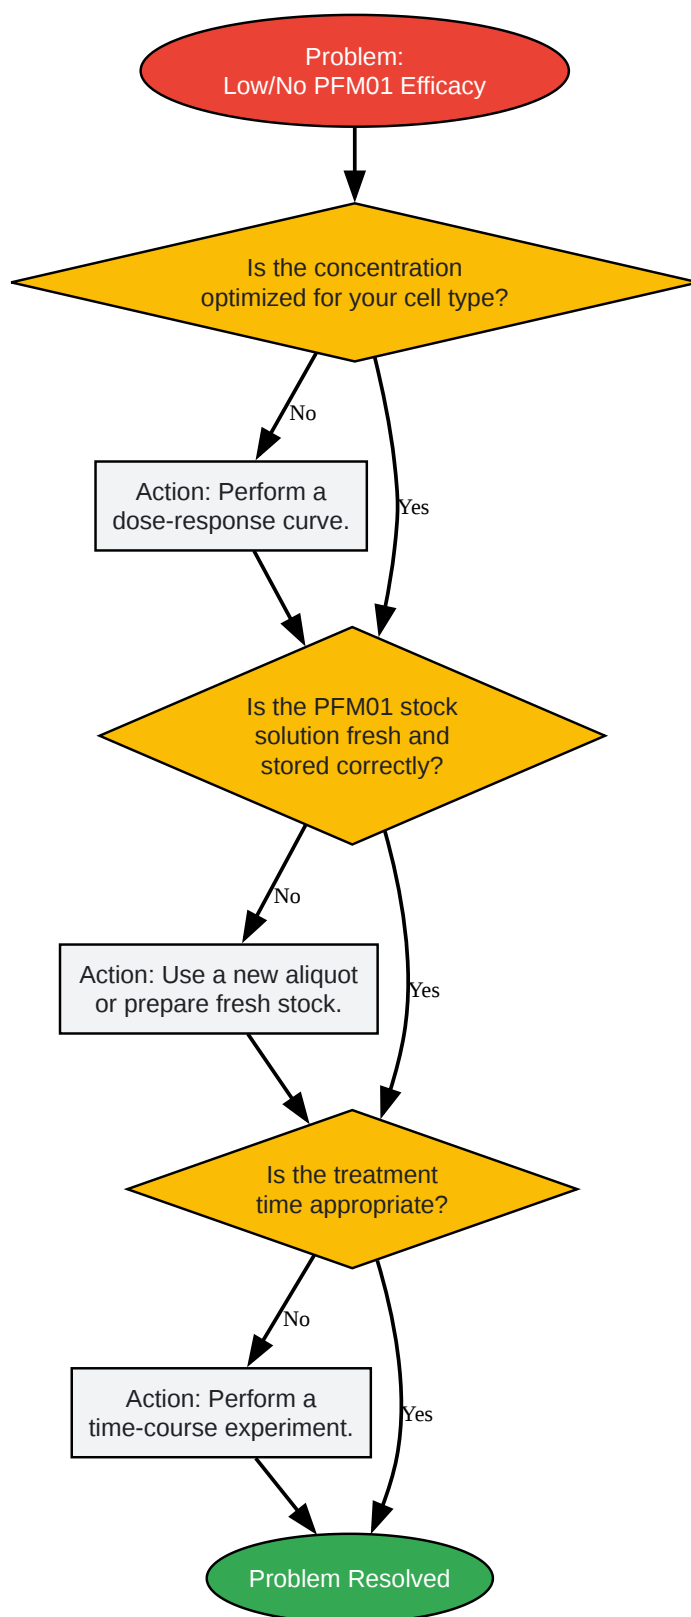 Problem:
Low/No PFM01 Efficacy
Is the concentration
optimized for your cell type?
No
Action: Perform a
dose-response curve.
Yes
Is the PFM01 stock
solution fresh and
stored correctly?
No
Action: Use a new aliquot
or prepare fresh stock.
Yes
Is the treatment
time appropriate?
No
Action: Perform a
time-course experiment.
Yes
Problem Resolved